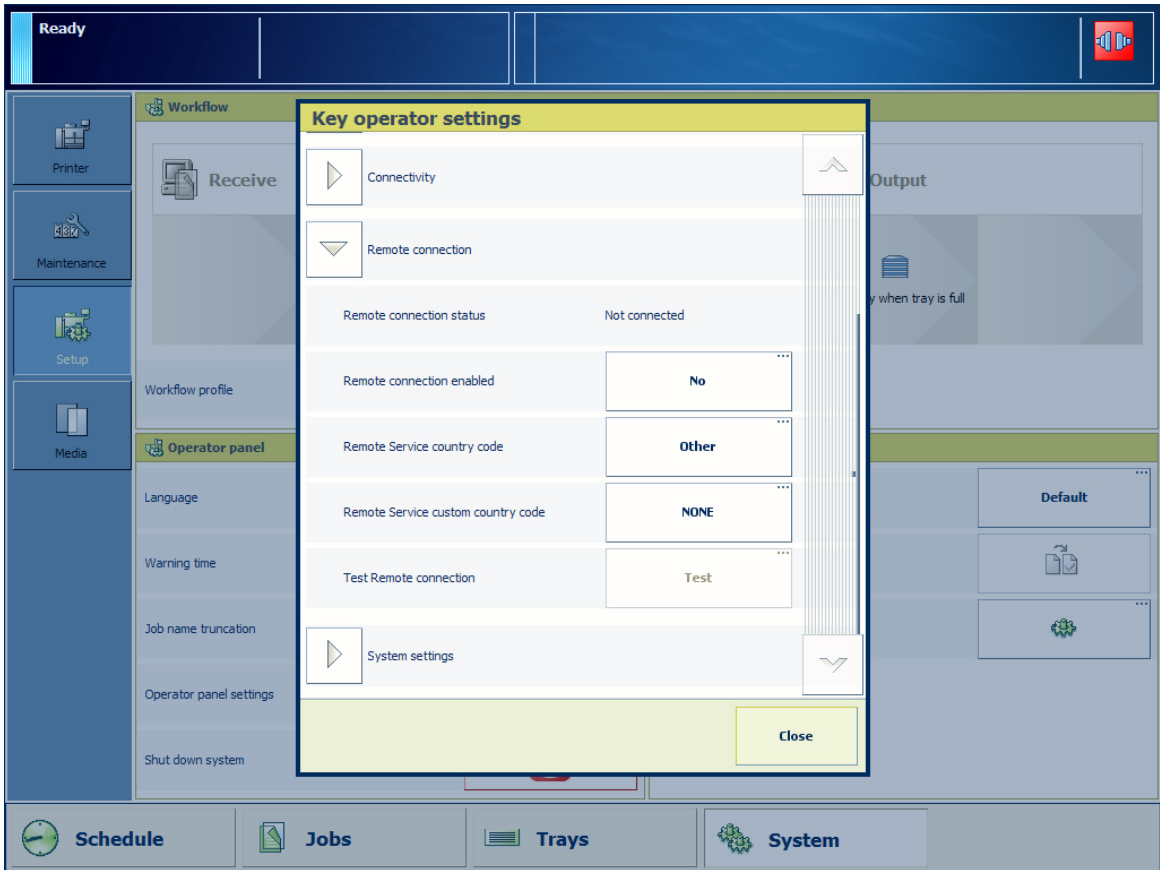 Ready
Printer
Maintenance
Setup
Media
Workflow
Receive
Output
y when tray is full
Workflow profile
Operator panel
Language
Default
Warning time
Job name truncation
Operator panel settings
Shut down system
Key operator settings
Connectivity
Remote connection
Remote connection status Not connected
Remote connection enabled No
Remote Service country code Other
Remote Service custom country code NONE
Test Remote connection Test
System settings
Close
Schedule
Jobs
Trays
System